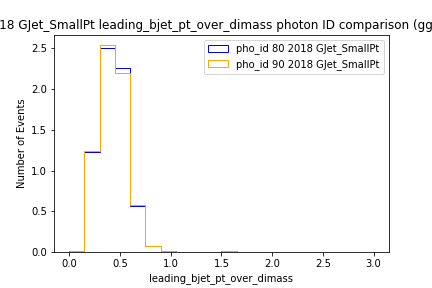 18 GJet_SmallPt leading_bjet_pt_over_dimass photon ID comparison (gg
pho_id 80 2018 GJet_SmallPt
pho_id 90 2018 GJet_SmallPt
Number of Events
2.5
2.0
1.5
1.0
0.5
0.0
0.0 0.5 1.0 1.5 2.0 2.5 3.0
leading_bjet_pt_over_dimass